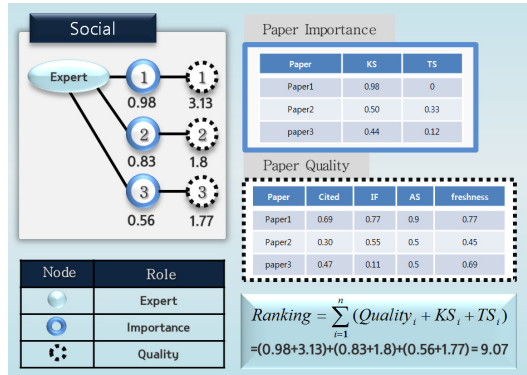 Social
Expert
1
1
0.98 3.13
2
2
0.83 1.8
3
3
0.56 1.77
Node Role
Expert
Importance
Quality
Paper Importance
Paper KS TS
Paper1 0.98 0
Paper2 0.50 0.33
paper3 0.44 0.12
Paper Quality
Paper Cited IF AS freshness
Paper1 0.69 0.77 0.9 0.77
Paper2 0.30 0.55 0.5 0.45
paper3 0.47 0.11 0.5 0.69
Ranking = ∑ⁿᵢ₌₁ (Qualityᵢ + KSᵢ + TSᵢ)
=(0.98+3.13)+(0.83+1.8)+(0.56+1.77)= 9.07